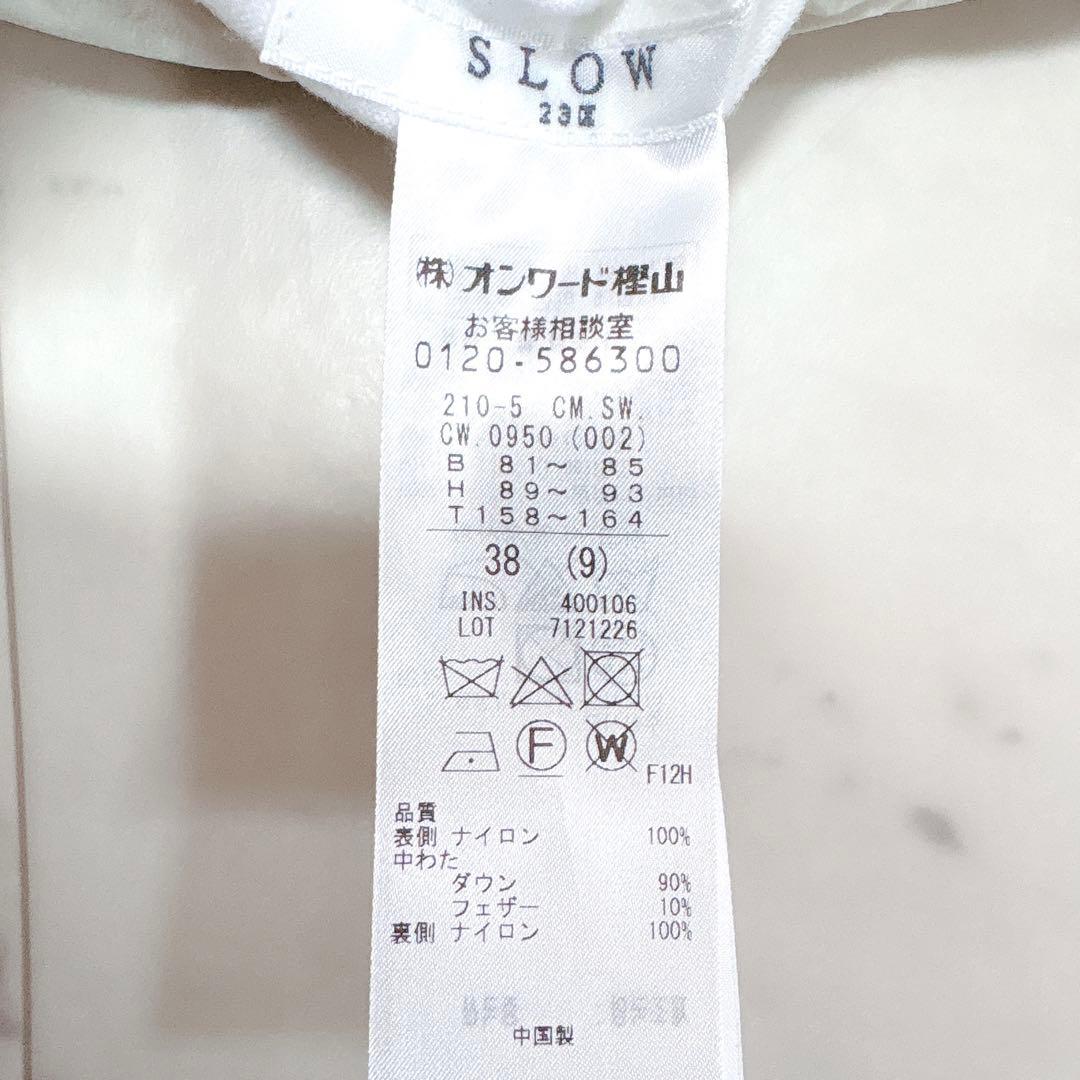 SLOW
23区
(株)オンワード樫山
お客様相談室
0120-586300
210-5 CM.SW.
CW.0950 (002)
B 81～ 85
H 89～ 93
T158～164
38 (9)
INS. 400106
LOT 7121226
F
W
F12H
品質
表側 ナイロン 100%
中わた
ダウン 90%
フェザー 10%
裏側 ナイロン 100%
中国製